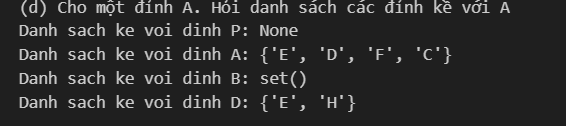 (d) Cho một đỉnh A. Hỏi danh sách các đỉnh kề với A
Danh sach ke voi dinh P: None
Danh sach ke voi dinh A: {'E', 'D', 'F', 'C'}
Danh sach ke voi dinh B: set()
Danh sach ke voi dinh D: {'E', 'H'}